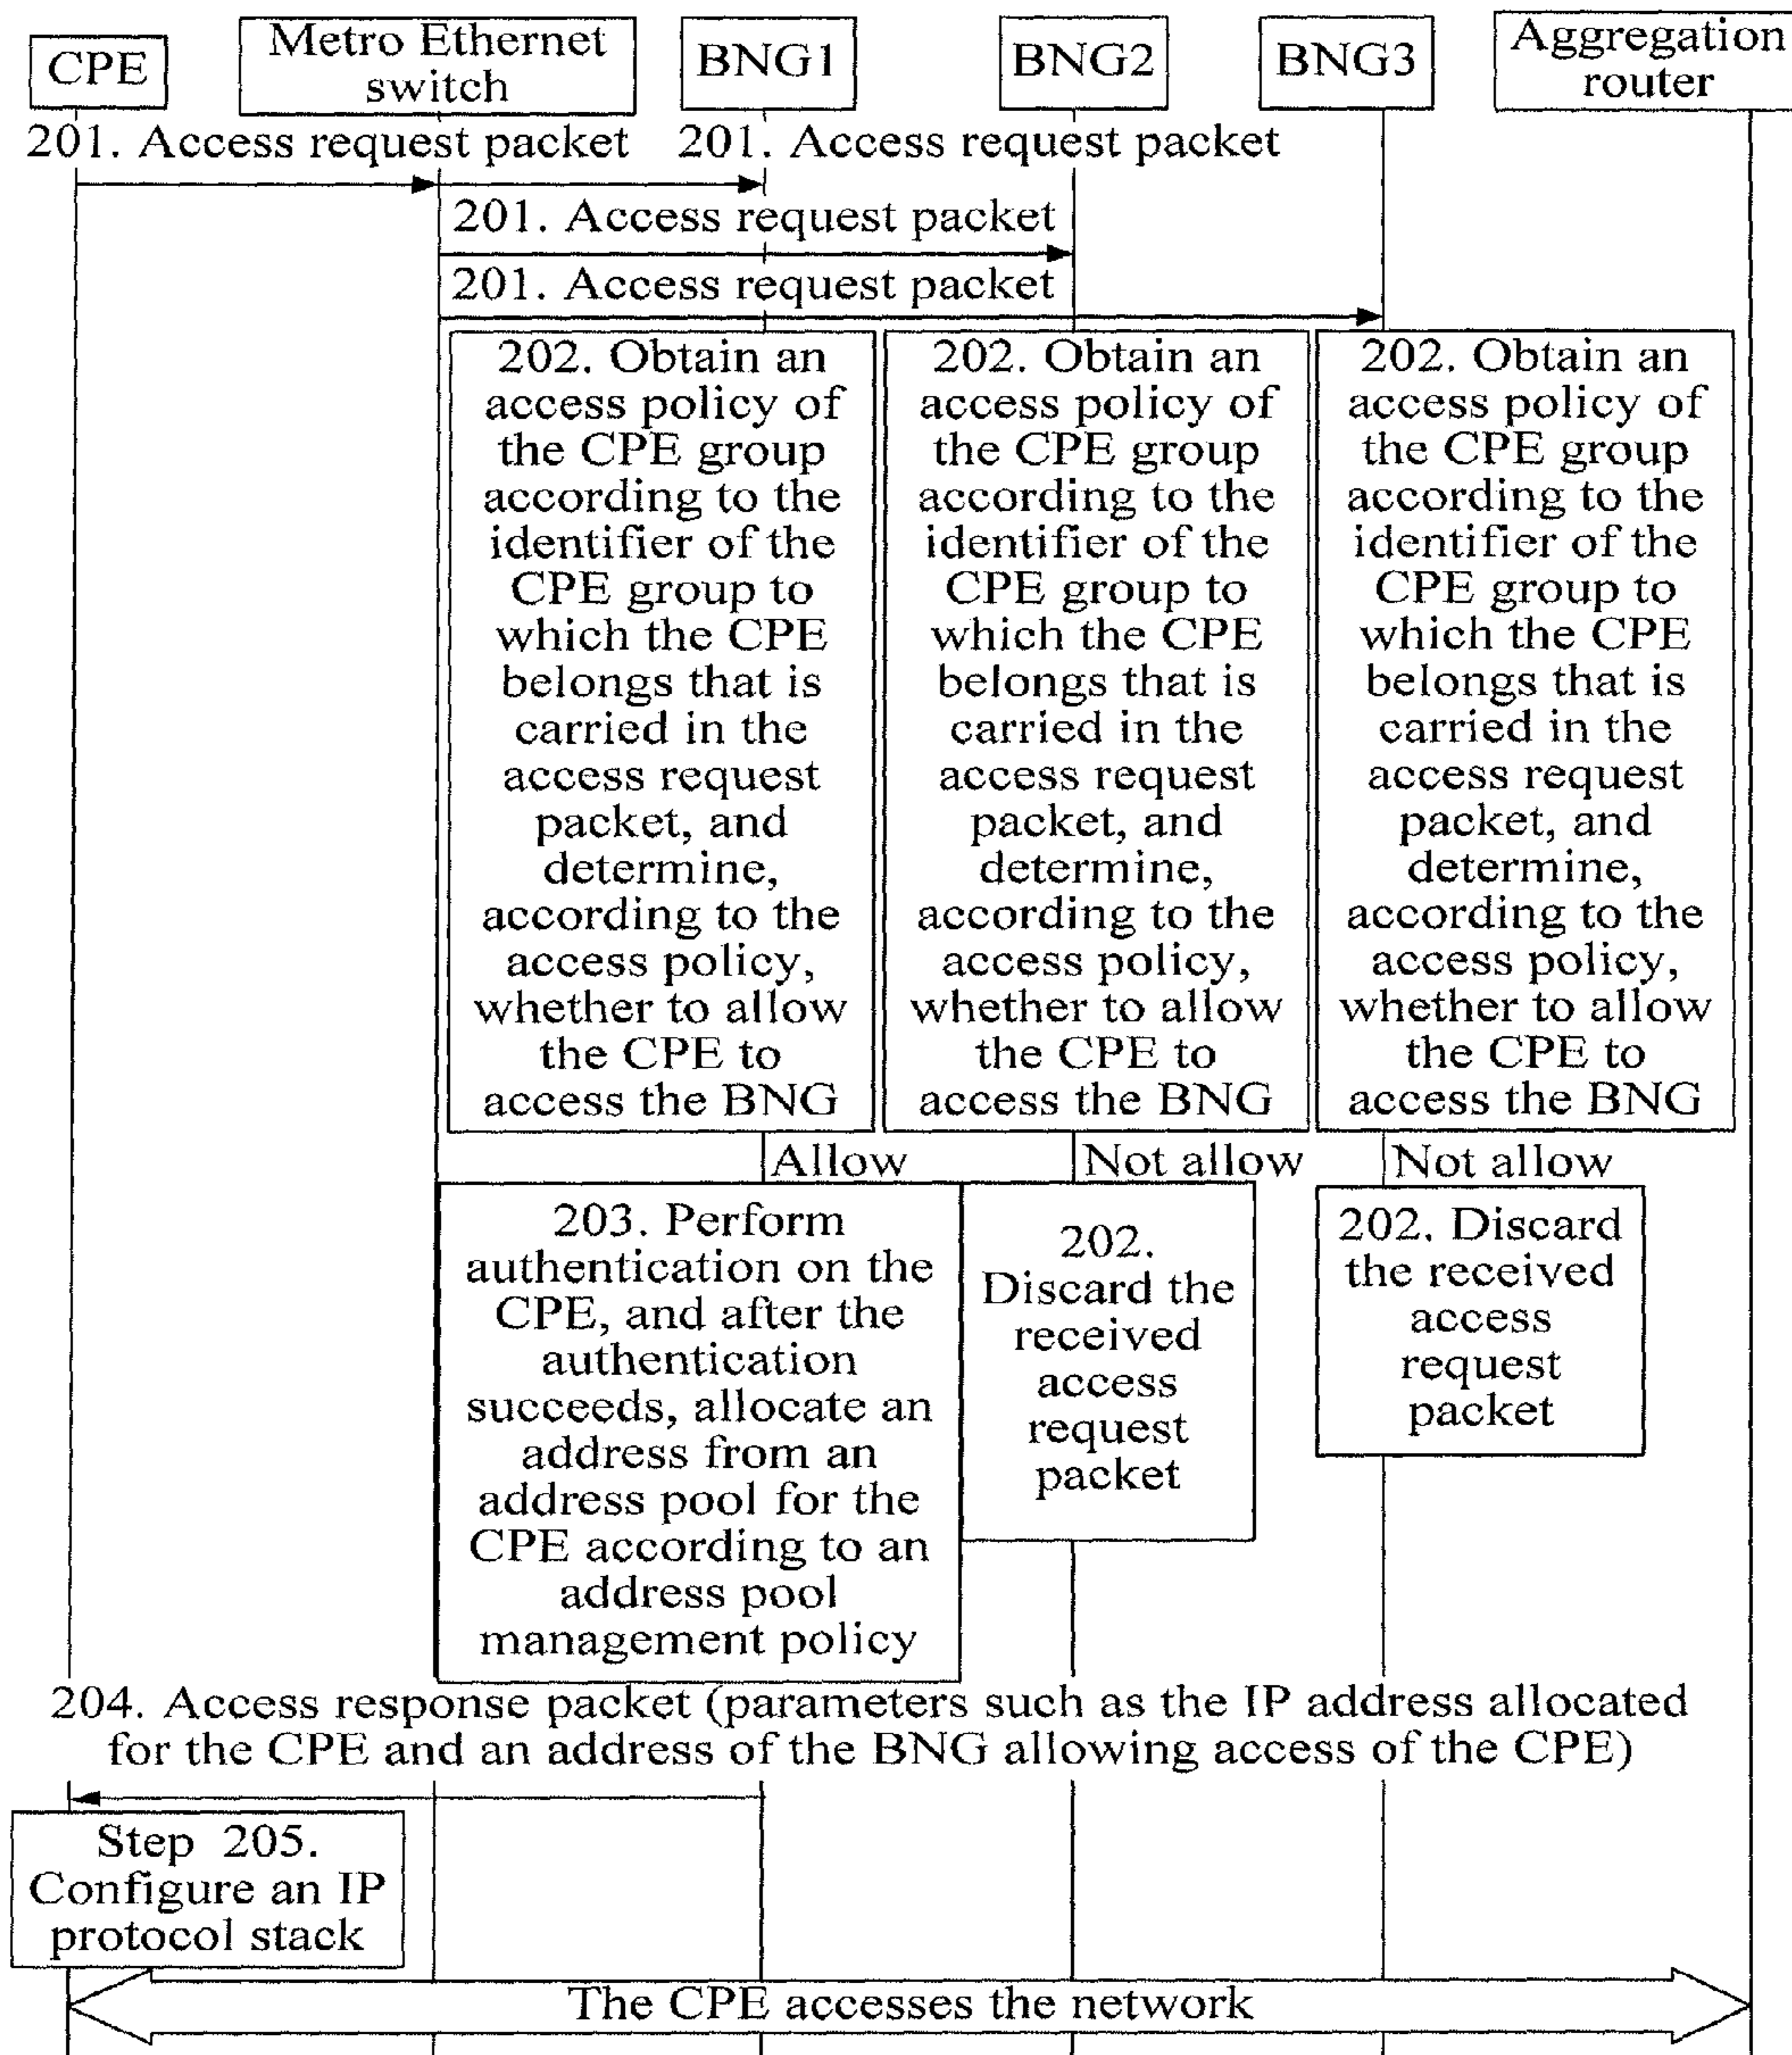 CPE
Metro Ethernet
switch
BNG1
BNG2
BNG3
Aggregation
router
201. Access request packet
201. Access request packet
201. Access request packet
201. Access request packet
202. Obtain an
access policy of
the CPE group
according to the
identifier of the
CPE group to
which the CPE
belongs that is
carried in the
access request
packet, and
determine,
according to the
access policy,
whether to allow
the CPE to
access the BNG
202. Obtain an
access policy of
the CPE group
according to the
identifier of the
CPE group to
which the CPE
belongs that is
carried in the
access request
packet, and
determine,
according to the
access policy,
whether to allow
the CPE to
access the BNG
202. Obtain an
access policy of
the CPE group
according to the
identifier of the
CPE group to
which the CPE
belongs that is
carried in the
access request
packet, and
determine,
according to the
access policy,
whether to allow
the CPE to
access the BNG
Allow
Not allow
Not allow
203. Perform
authentication on the
CPE, and after the
authentication
succeeds, allocate an
address from an
address pool for the
CPE according to an
address pool
management policy
202.
Discard the
received
access
request
packet
202. Discard
the received
access
request
packet
204. Access response packet (parameters such as the IP address allocated
for the CPE and an address of the BNG allowing access of the CPE)
Step 205.
Configure an IP
protocol stack
The CPE accesses the network